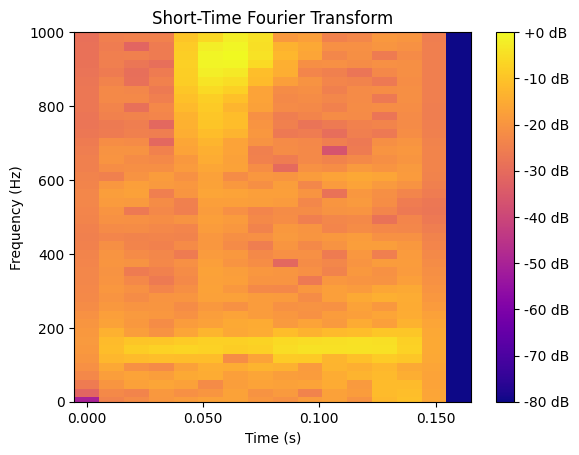 Short-Time Fourier Transform
Frequency (Hz)
1000
800
600
400
200
0
0.000
0.050
0.100
0.150
Time (s)
+0 dB
-10 dB
-20 dB
-30 dB
-40 dB
-50 dB
-60 dB
-70 dB
-80 dB